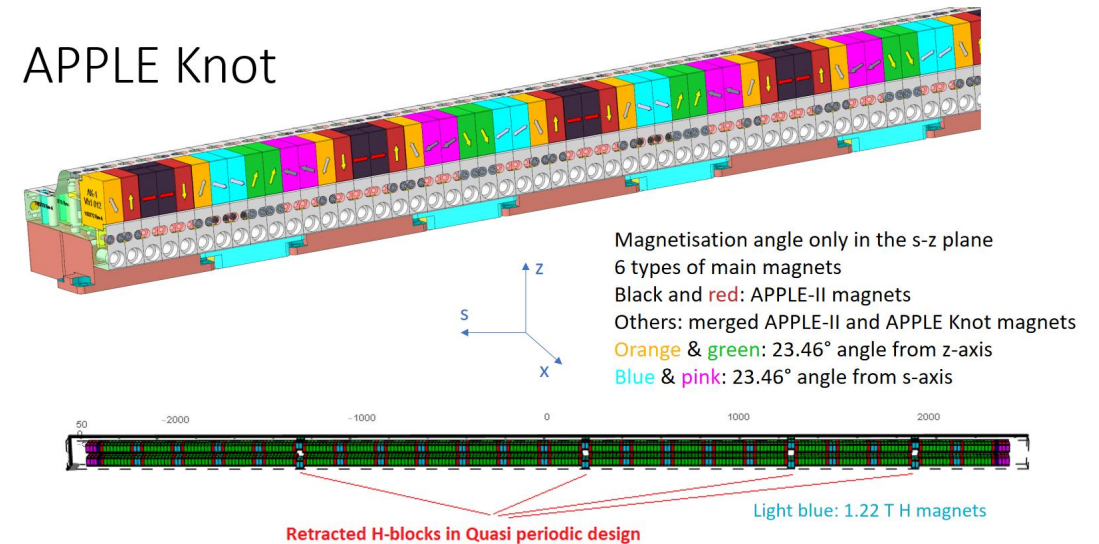 APPLE Knot
Magnetisation angle only in the s-z plane
6 types of main magnets
Black and red: APPLE-II magnets
Others: merged APPLE-II and APPLE Knot magnets
Orange & green: 23.46° angle from z-axis
Blue & pink: 23.46° angle from s-axis
z
s
x
50
0
-2000
-1000
0
1000
2000
Light blue: 1.22 T H magnets
Retracted H-blocks in Quasi periodic design